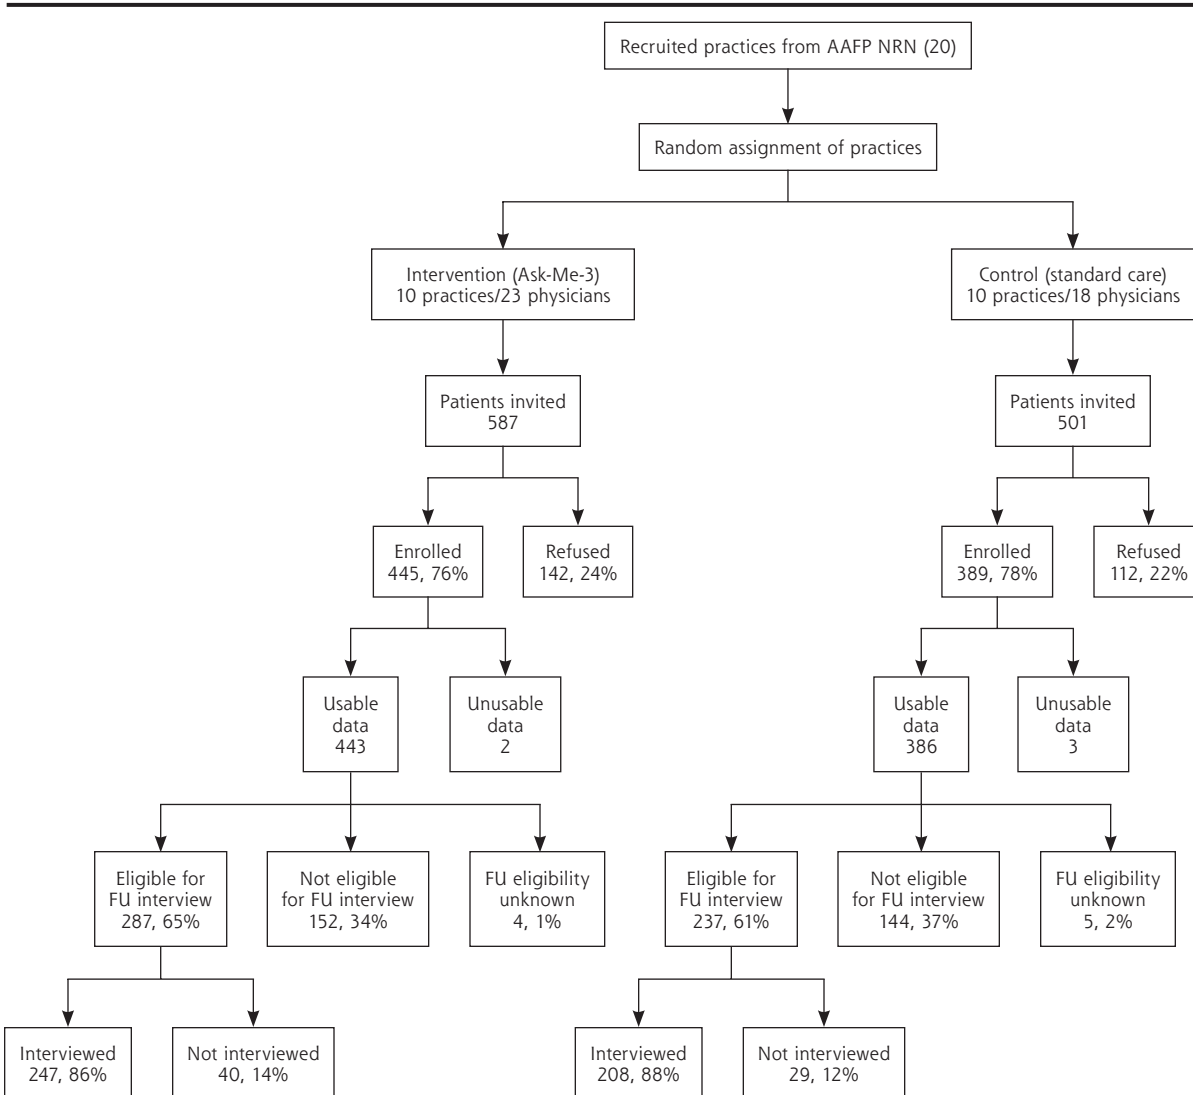 Recruited practices from AAFP NRN (20)
Random assignment of practices
Intervention (Ask-Me-3)
10 practices/23 physicians
Control (standard care)
10 practices/18 physicians
Patients invited
587
Patients invited
501
Enrolled
445, 76%
Refused
142, 24%
Enrolled
389, 78%
Refused
112, 22%
Usable
data
443
Unusable
data
2
Usable
data
386
Unusable
data
3
Eligible for
FU interview
287, 65%
Not eligible
for FU interview
152, 34%
FU eligibility
unknown
4, 1%
Eligible for
FU interview
237, 61%
Not eligible
for FU interview
144, 37%
FU eligibility
unknown
5, 2%
Interviewed
247, 86%
Not interviewed
40, 14%
Interviewed
208, 88%
Not interviewed
29, 12%